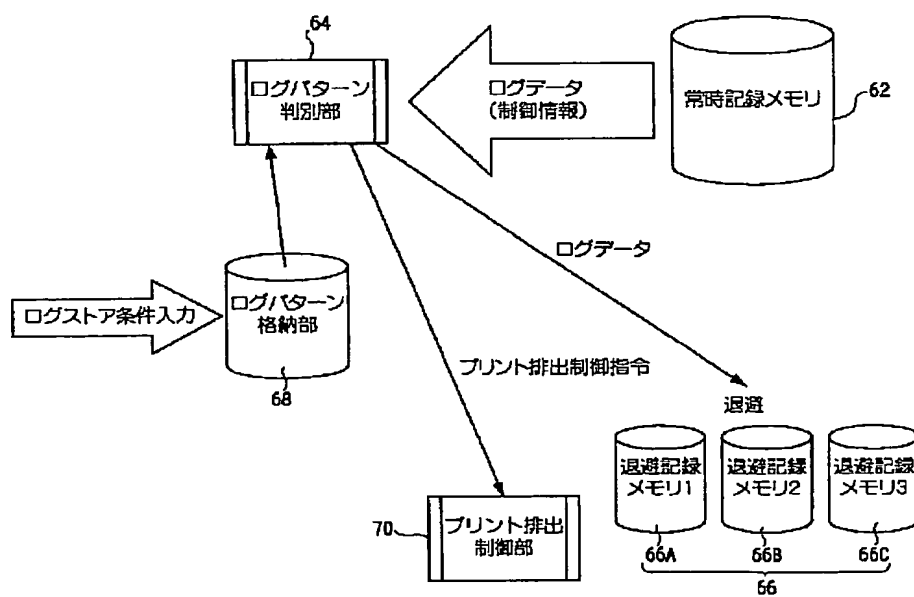 64
ログパターン
判別部
ログデータ
(制御情報)
常時記録メモリ
62
ログデータ
ログストア条件入力
ログパターン
格納部
68
プリント排出制御指令
退避
退避記録
メモリ1
退避記録
メモリ2
退避記録
メモリ3
70
プリント排出
制御部
66A
66B
66C
66